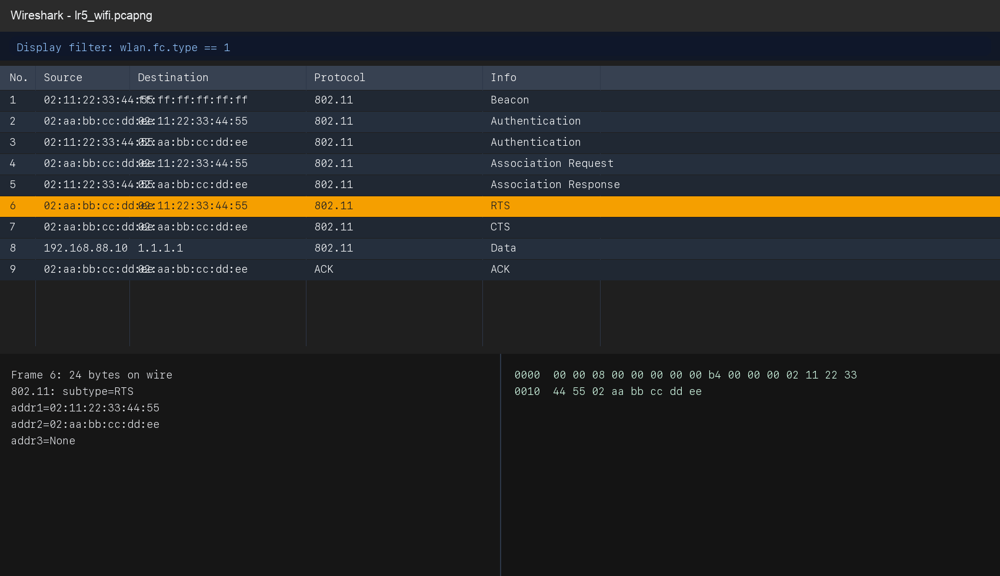 Wireshark - lr5_wifi.pcapng
Display filter: wlan.fc.type == 1
No. Source Destination Protocol Info
1 02:11:22:33:44:55 ff:ff:ff:ff:ff:ff 802.11 Beacon
2 02:aa:bb:cc:dd:ee 02:11:22:33:44:55 802.11 Authentication
3 02:11:22:33:44:55 02:aa:bb:cc:dd:ee 802.11 Authentication
4 02:aa:bb:cc:dd:ee 02:11:22:33:44:55 802.11 Association Request
5 02:11:22:33:44:55 02:aa:bb:cc:dd:ee 802.11 Association Response
6 02:aa:bb:cc:dd:ee 02:11:22:33:44:55 802.11 RTS
7 02:aa:bb:cc:dd:ee 02:aa:bb:cc:dd:ee 802.11 CTS
8 192.168.88.10 1.1.1.1 802.11 Data
9 02:aa:bb:cc:dd:ee 02:aa:bb:cc:dd:ee ACK ACK
Frame 6: 24 bytes on wire
802.11: subtype=RTS
addr1=02:11:22:33:44:55
addr2=02:aa:bb:cc:dd:ee
addr3=None
0000 00 00 08 00 00 00 00 00 b4 00 00 00 02 11 22 33
0010 44 55 02 aa bb cc dd ee